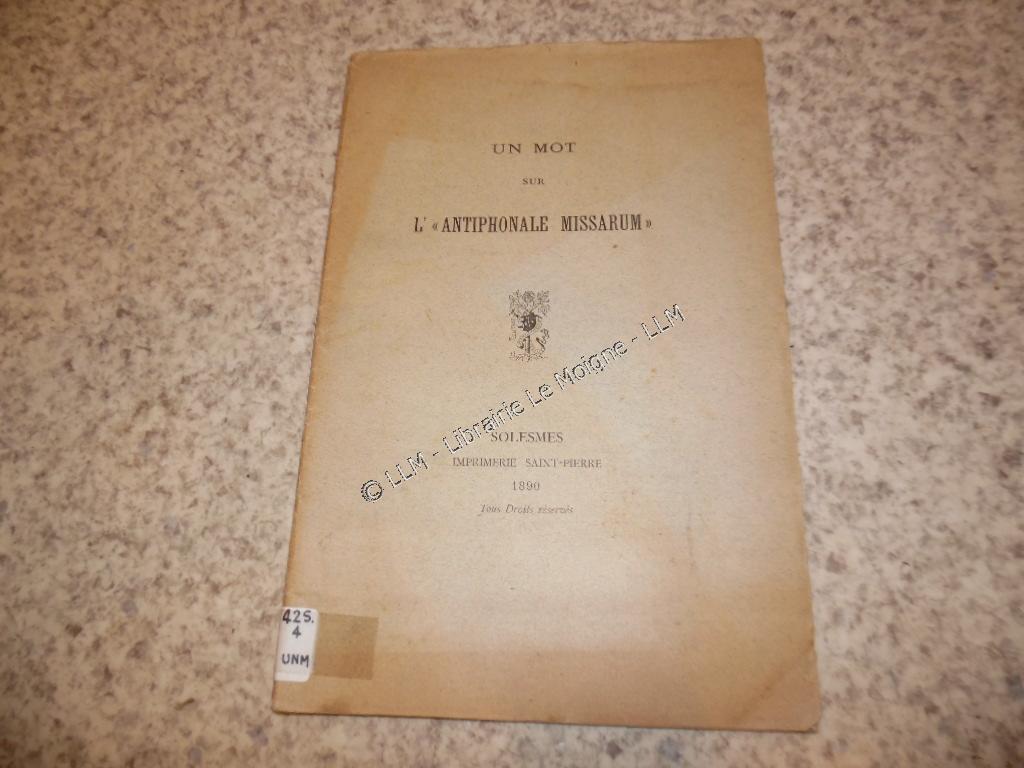 UN MOT
SUR
L' « ANTIPHONALE MISSARUM »
© LLM - Librairie Le Moigne - LLM
SOLESMES
IMPRIMERIE SAINT-PIERRE
1890
Tous Droits réservés
42S.
4
UNM